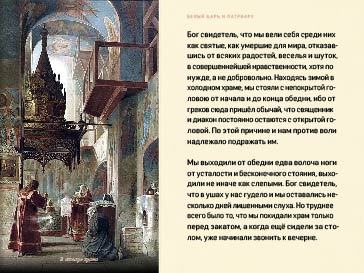 БЕЛЫЙ ЦАРЬ И ПАТРИАРХ
Бог свидетель, что мы вели себя среди них
как святые, как умершие для мира, отказав-
шись от всяких радостей, веселья и шуток,
в совершеннейшей нравственности, хотя по
нужде, а не добровольно. Находясь зимой в
холодном храме, мы стояли с непокрытой го-
ловою от начала и до конца обедни, ибо от
греков сюда пришёл обычай, что священник
и диакон постоянно остаются с открытой го-
ловой. По этой причине и нам против воли
надлежало подражать им.
Мы выходили от обедни едва волоча ноги
от усталости и бесконечного стояния, выхо-
дили не иначе как слепыми. Бог свидетель,
что в ушах у нас гудело и мы оставались не-
сколько дней лишенными слуха. Но труднее
всего было то, что мы покидали храм только
перед закатом, а когда ещё сидели за сто-
лом, уже начинали звонить к вечерне.